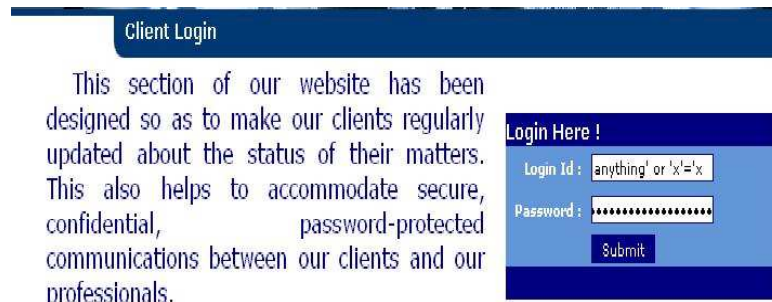 Client Login
This section of our website has been
designed so as to make our clients regularly
updated about the status of their matters.
This also helps to accommodate secure,
confidential, password-protected
communications between our clients and our
professionals.
Login Here !
Login Id : anything' or 'x'='x
Password : ••••••••••••••••••
Submit